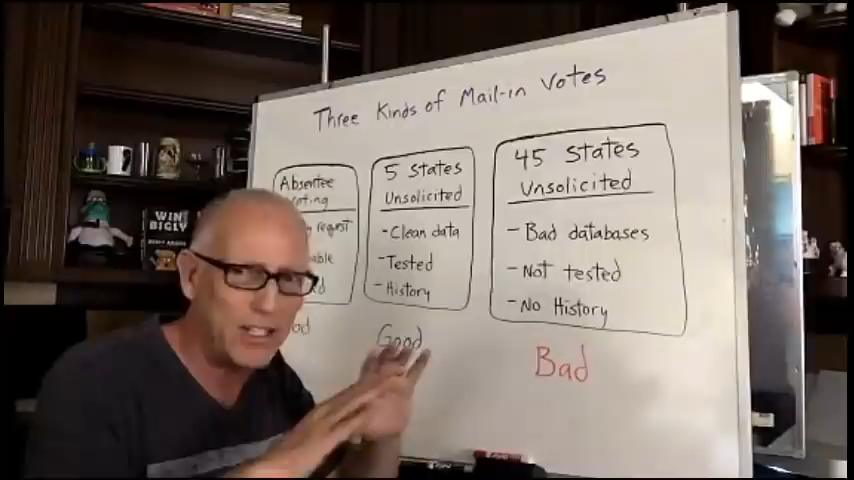 Three Kinds of Mail-in Votes
Absentee
request
Good
5 States
Unsolicited
- Clean data
- Tested
- History
Good
45 States
Unsolicited
- Bad databases
- Not tested
- No History
Bad
WIN
BIGLY